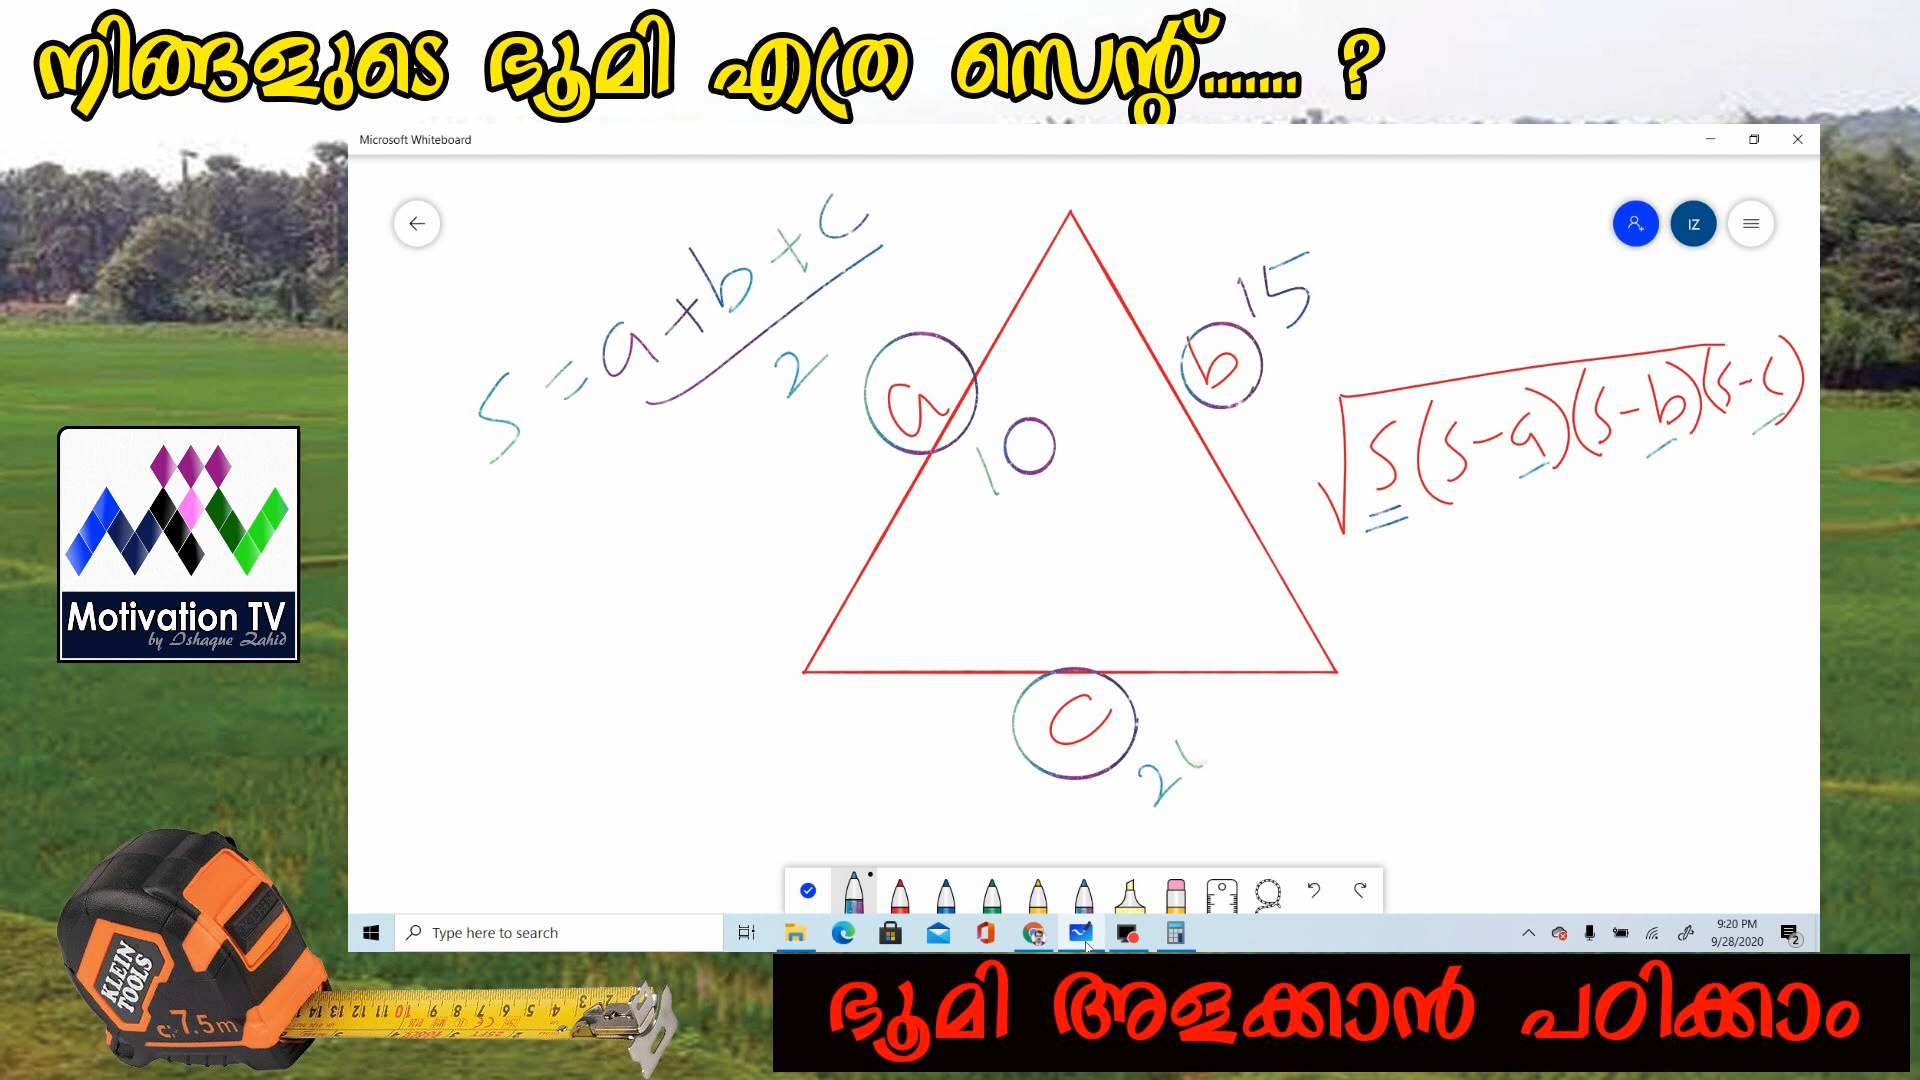 നിങ്ങളുടെ ഭൂമി എത്ര സെന്റ്....... ?
Microsoft Whiteboard
IZ
S = a+b+c
2
a
10
b
15
√S(S-a)(S-b)(S-c)
c
Motivation TV
by Ishaque Zahid
KLEIN
TOOLS
7.5m
Type here to search
9:20 PM
9/28/2020
2
ഭൂമി അളക്കാൻ പഠിക്കാം